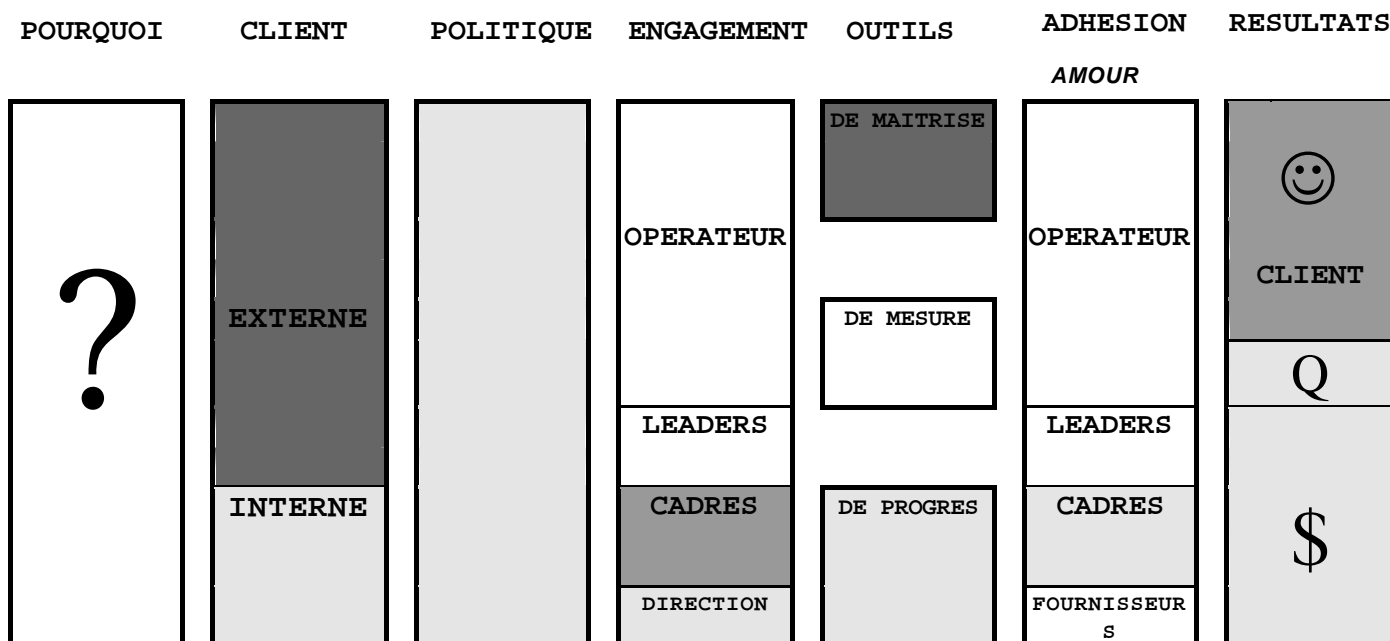 POURQUOI CLIENT POLITIQUE ENGAGEMENT OUTILS ADHESION RESULTATS
AMOUR
?
EXTERNE
INTERNE
OPERATEUR
LEADERS
CADRES
DIRECTION
DE MAITRISE
DE MESURE
DE PROGRES
OPERATEUR
LEADERS
CADRES
FOURNISSEUR
S
CLIENT
Q
$